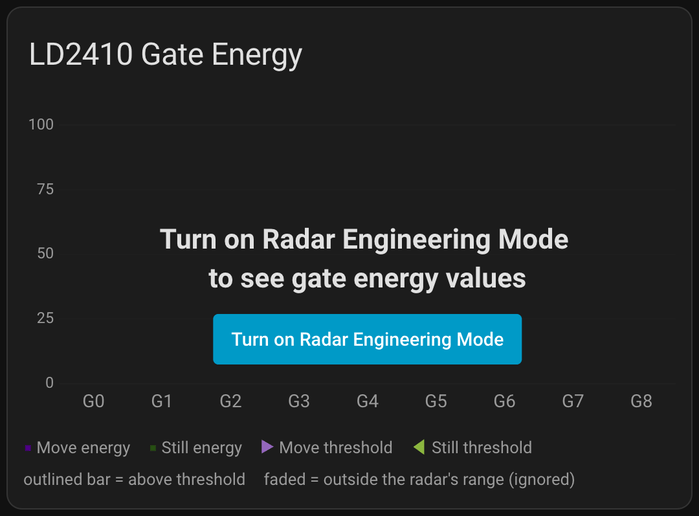 LD2410 Gate Energy
100
75
50
25
0
Turn on Radar Engineering Mode
to see gate energy values
Turn on Radar Engineering Mode
G0 G1 G2 G3 G4 G5 G6 G7 G8
Move energy Still energy Move threshold Still threshold
outlined bar = above threshold faded = outside the radar's range (ignored)